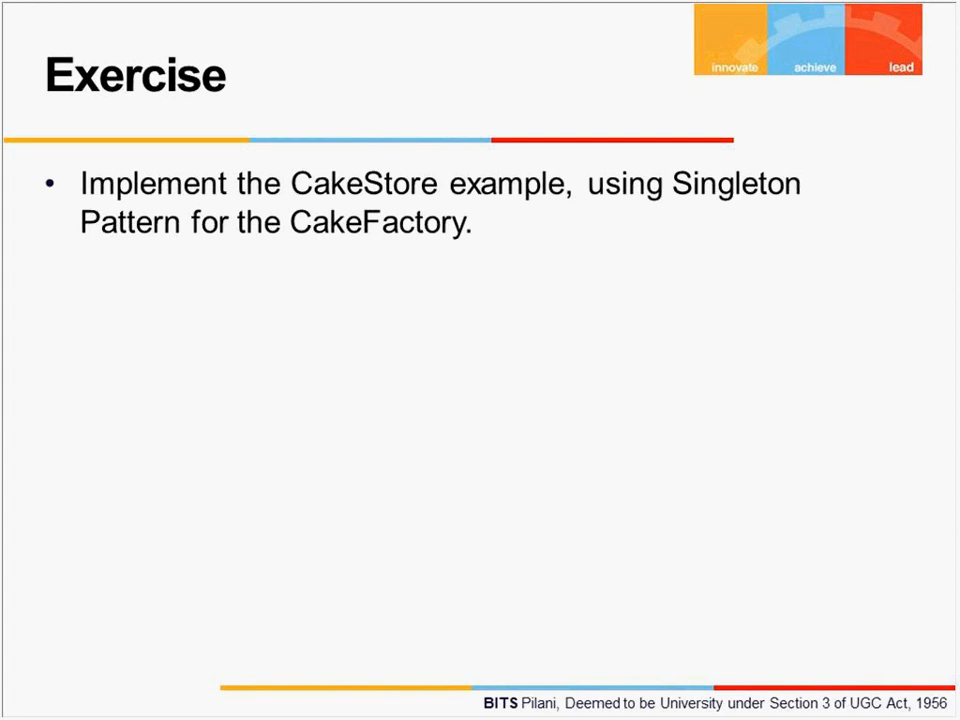 innovate achieve lead
Exercise
• Implement the CakeStore example, using Singleton
Pattern for the CakeFactory.
BITS Pilani, Deemed to be University under Section 3 of UGC Act, 1956